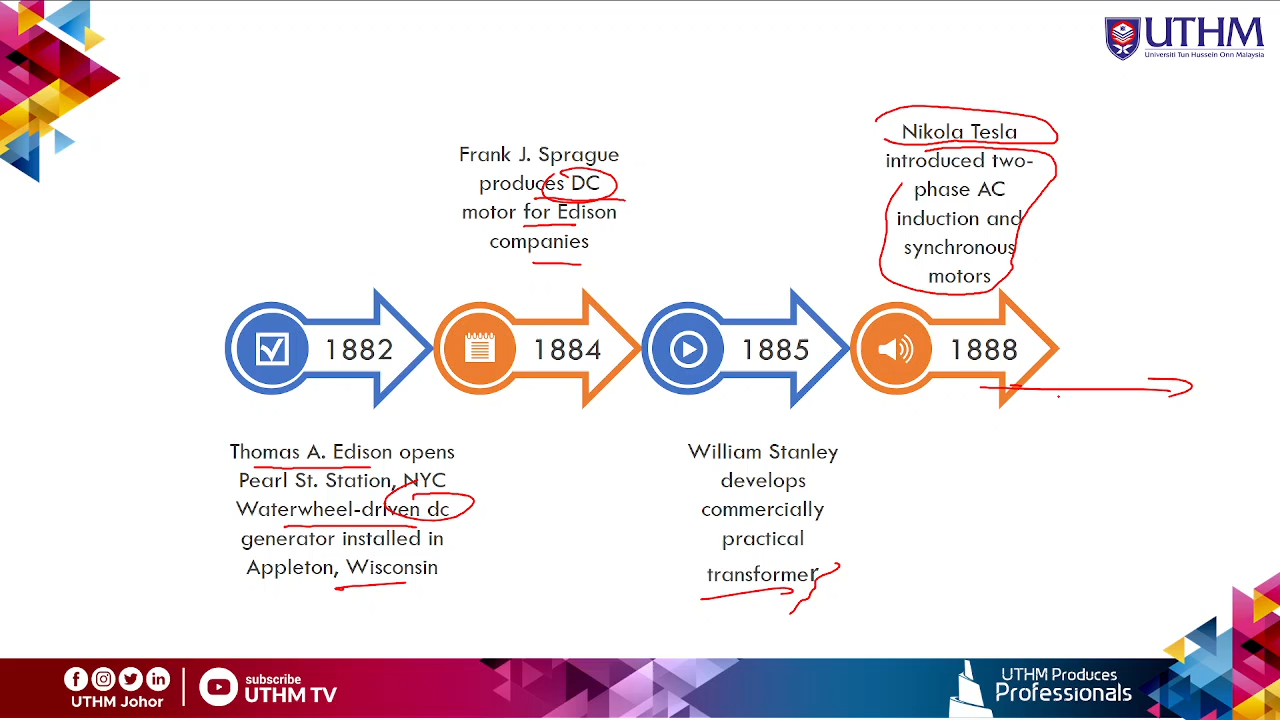 UTHM
Universiti Tun Hussein Onn Malaysia
Frank J. Sprague
produces DC
motor for Edison
companies
Nikola Tesla
introduced two-
phase AC
induction and
synchronous
motors
1882
1884
1885
1888
Thomas A. Edison opens
Pearl St. Station, NYC
Waterwheel-driven dc
generator installed in
Appleton, Wisconsin
William Stanley
develops
commercially
practical
transformer
UTHM Johor
subscribe
UTHM TV
UTHM Produces
Professionals